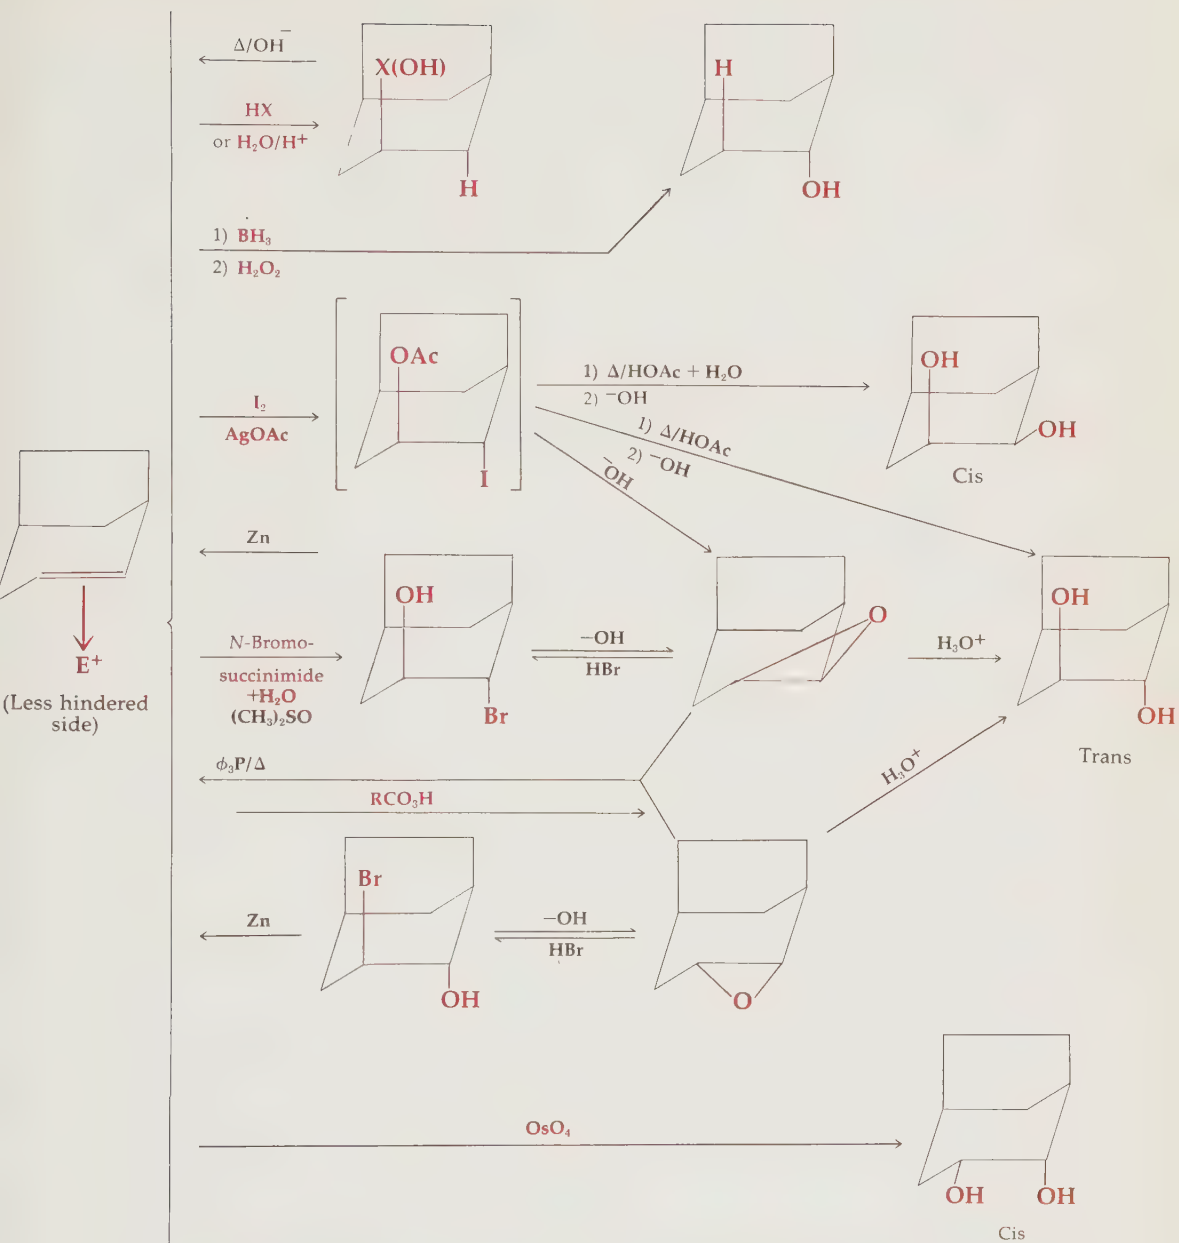 Δ/OH⁻
X(OH)
H
HX
or H₂O/H⁺
H
OH
1) BH₃
2) H₂O₂
OAc
I
I₂
AgOAc
1) Δ/HOAc + H₂O
2) ⁻OH
1) Δ/HOAc
2) ⁻OH
⁻OH
OH
OH
Cis
E⁺
(Less hindered
side)
Zn
OH
Br
N-Bromo-
succinimide
+H₂O
(CH₃)₂SO
−OH
HBr
O
H₃O⁺
OH
OH
Trans
ϕ₃P/Δ
RCO₃H
H₃O⁺
Br
OH
Zn
−OH
HBr
O
OsO₄
OH OH
Cis